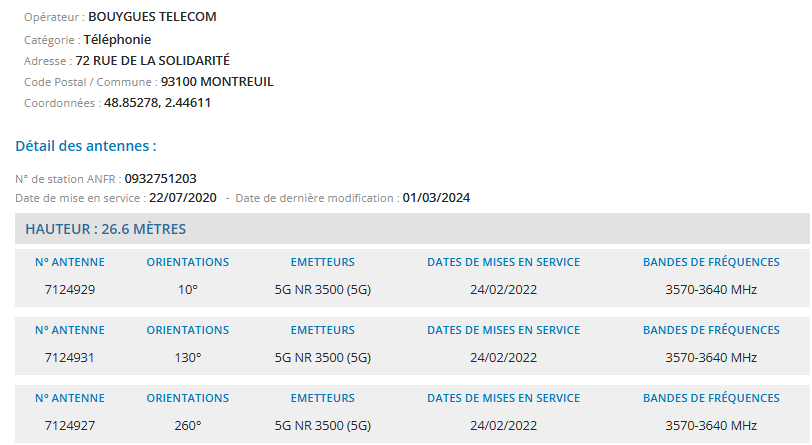 Opérateur : BOUYGUES TELECOM
Catégorie : Téléphonie
Adresse : 72 RUE DE LA SOLIDARITÉ
Code Postal / Commune : 93100 MONTREUIL
Coordonnées : 48.85278, 2.44611
Détail des antennes :
N° de station ANFR : 0932751203
Date de mise en service : 22/07/2020 - Date de dernière modification : 01/03/2024
HAUTEUR : 26.6 MÈTRES
N° ANTENNE ORIENTATIONS EMETTEURS DATES DE MISES EN SERVICE BANDES DE FRÉQUENCES
7124929 10° 5G NR 3500 (5G) 24/02/2022 3570-3640 MHz
N° ANTENNE ORIENTATIONS EMETTEURS DATES DE MISES EN SERVICE BANDES DE FRÉQUENCES
7124931 130° 5G NR 3500 (5G) 24/02/2022 3570-3640 MHz
N° ANTENNE ORIENTATIONS EMETTEURS DATES DE MISES EN SERVICE BANDES DE FRÉQUENCES
7124927 260° 5G NR 3500 (5G) 24/02/2022 3570-3640 MHz